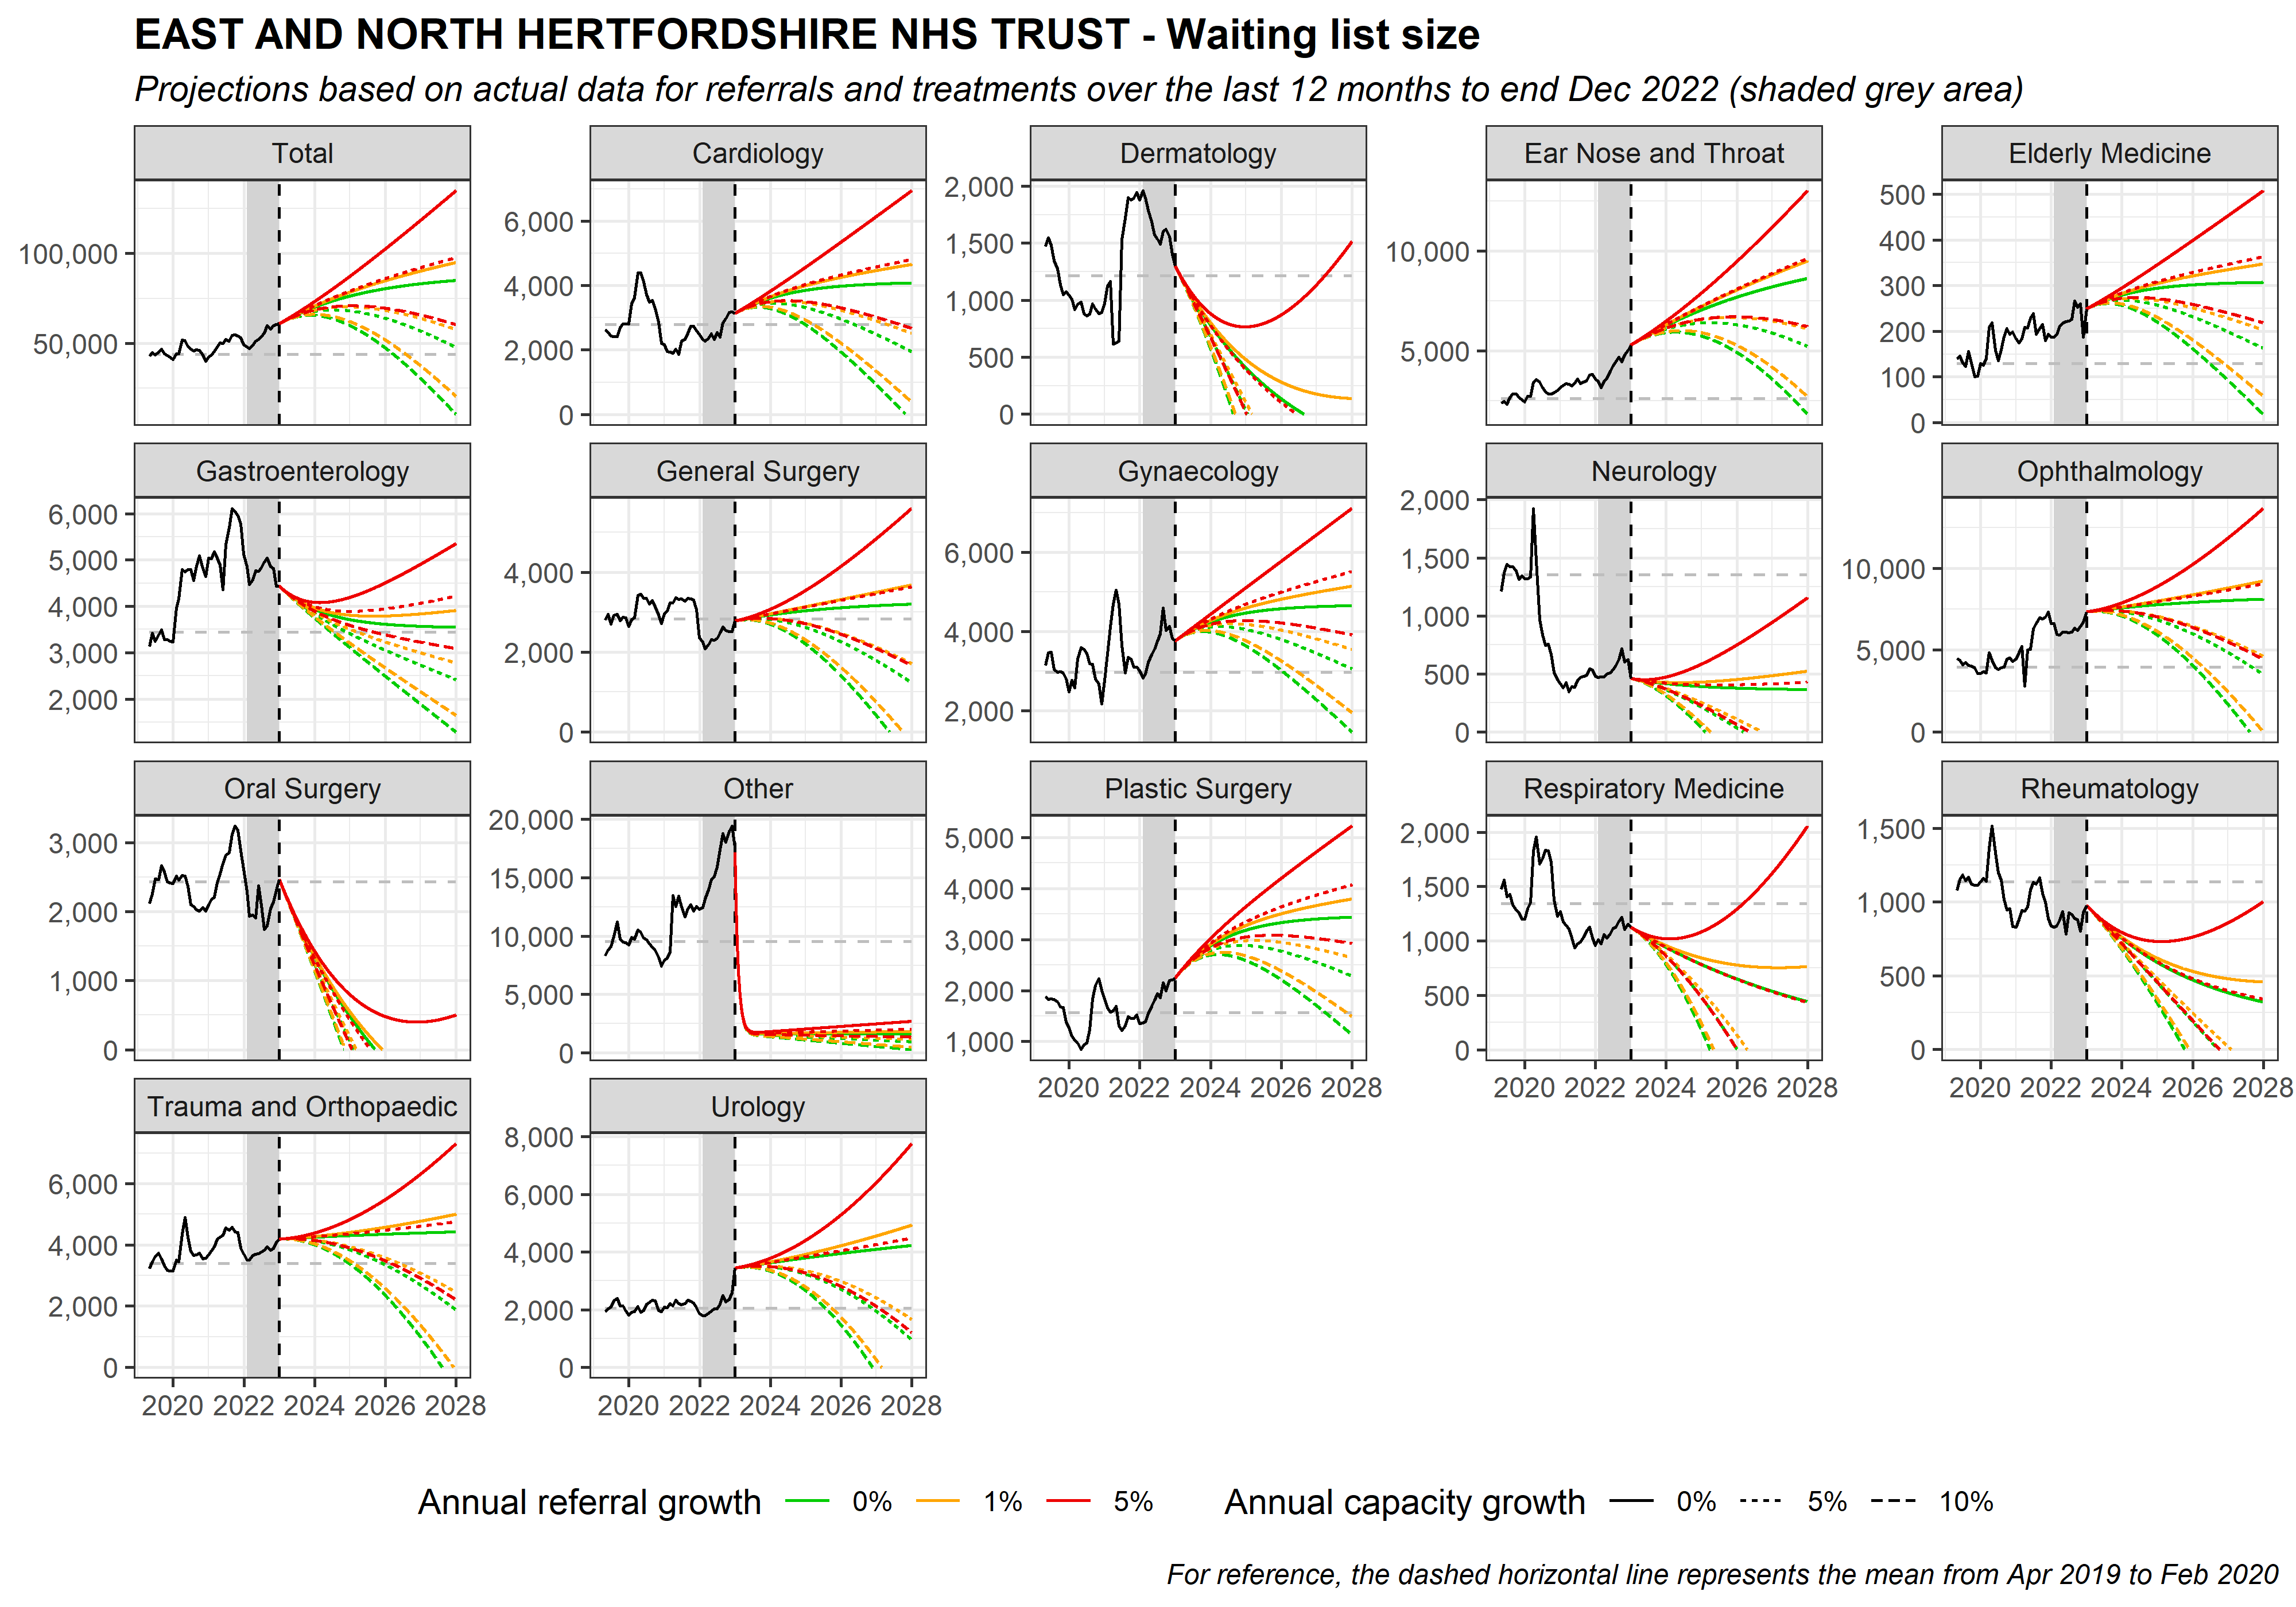 EAST AND NORTH HERTFORDSHIRE NHS TRUST - Waiting list size
Projections based on actual data for referrals and treatments over the last 12 months to end Dec 2022 (shaded grey area)
Total
100,000
50,000
Cardiology
6,000
4,000
2,000
0
Dermatology
2,000
1,500
1,000
500
0
Ear Nose and Throat
10,000
5,000
Elderly Medicine
500
400
300
200
100
0
Gastroenterology
6,000
5,000
4,000
3,000
2,000
General Surgery
4,000
2,000
0
Gynaecology
6,000
4,000
2,000
Neurology
2,000
1,500
1,000
500
0
Ophthalmology
10,000
5,000
0
Oral Surgery
3,000
2,000
1,000
0
Other
20,000
15,000
10,000
5,000
0
Plastic Surgery
5,000
4,000
3,000
2,000
1,000
2020 2022 2024 2026 2028
Respiratory Medicine
2,000
1,500
1,000
500
0
2020 2022 2024 2026 2028
Rheumatology
1,500
1,000
500
0
2020 2022 2024 2026 2028
Trauma and Orthopaedic
6,000
4,000
2,000
0
2020 2022 2024 2026 2028
Urology
8,000
6,000
4,000
2,000
0
2020 2022 2024 2026 2028
Annual referral growth 0% 1% 5% Annual capacity growth 0% 5% 10%
For reference, the dashed horizontal line represents the mean from Apr 2019 to Feb 2020